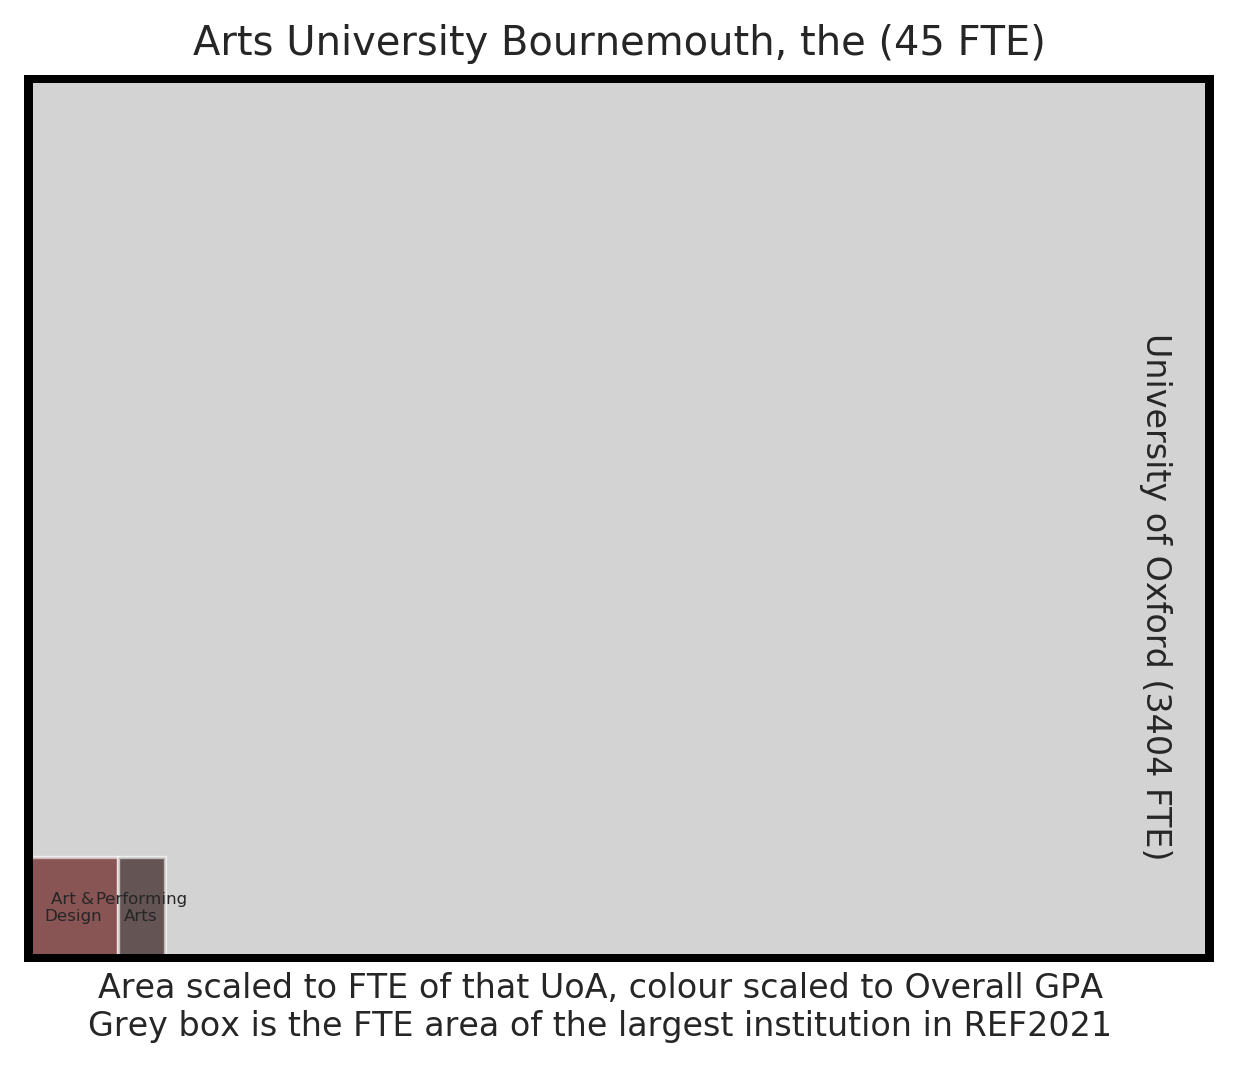 Arts University Bournemouth, the (45 FTE)
University of Oxford (3404 FTE)
Art &
Design
Performing
Arts
Area scaled to FTE of that UoA, colour scaled to Overall GPA
Grey box is the FTE area of the largest institution in REF2021